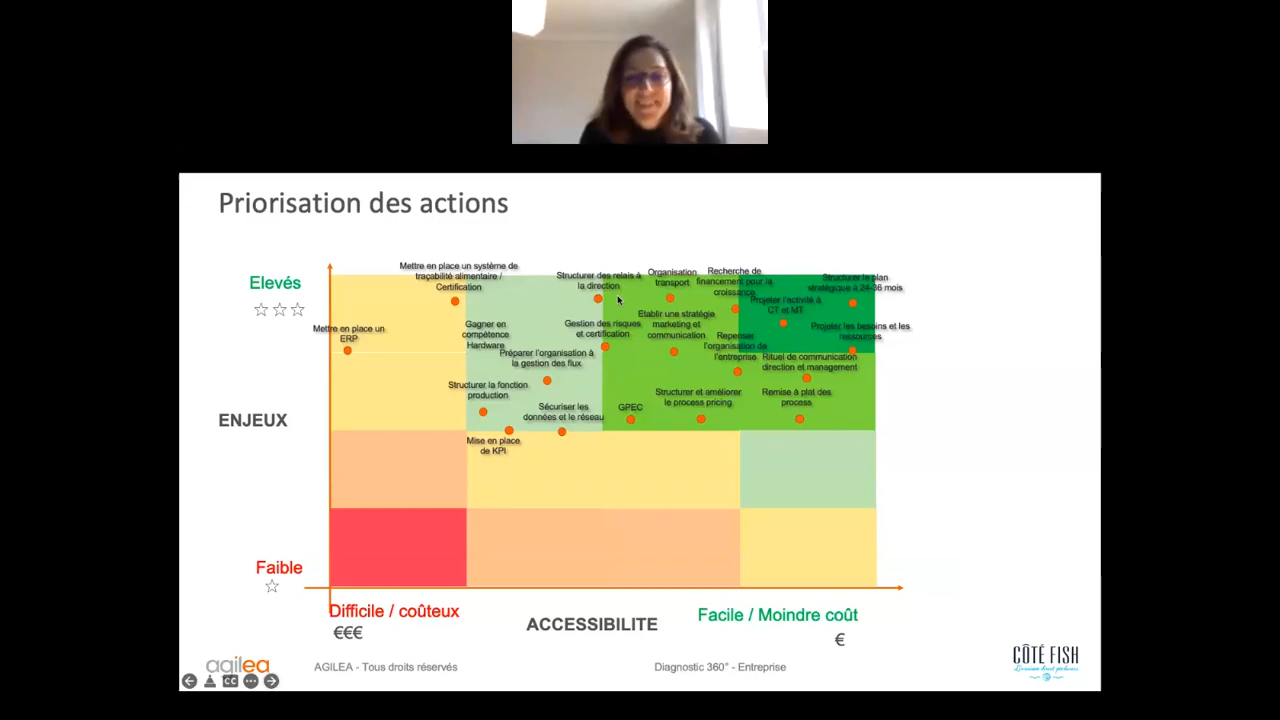 Priorisation des actions
Elevés
Mettre en place un système de
traçabilité alimentaire /
Certification
Structurer des relais à
la direction
Organisation
transport
Recherche de
financement pour la
croissance
Structurer le plan
stratégique à 24-36 mois
Projeter l'activité à
CT et MT
Mettre en place un
ERP
Gagner en
compétence
Hardware
Gestion des risques
et certification
Etablir une stratégie
marketing et
communication
Repenser
l'organisation de
l'entreprise
Projeter les besoins et les
ressources
Préparer l'organisation à
la gestion des flux
Rituel de communication
direction et management
Structurer la fonction
production
Sécuriser les
données et le réseau
GPEC
Structurer et améliorer
le process pricing
Remise à plat des
process
ENJEUX
Mise en place
de KPI
Faible
Difficile / coûteux
€€€
ACCESSIBILITE
Facile / Moindre coût
€
agilea
AGILEA - Tous droits réservés
Diagnostic 360° - Entreprise
CÔTÉ FISH
CC